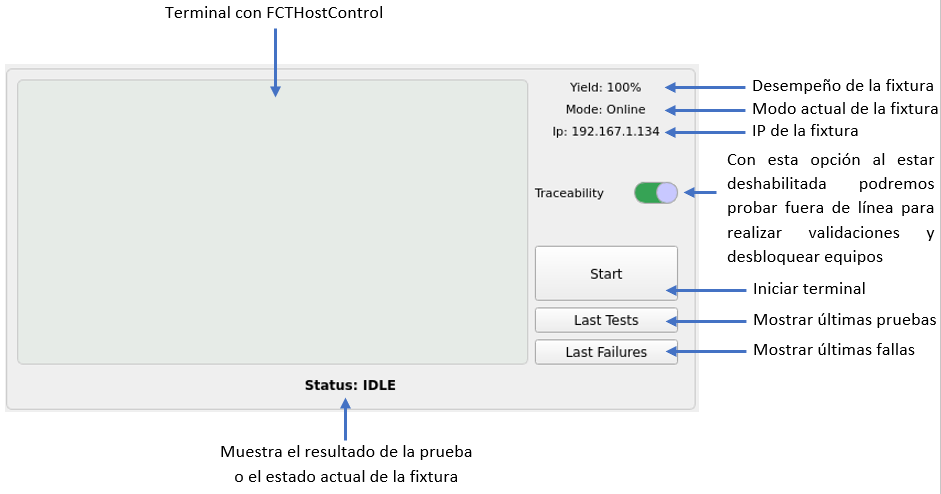 Terminal con FCTHostControl
Yield: 100%
Desempeño de la fixtura
Mode: Online
Modo actual de la fixtura
Ip: 192.167.1.134
IP de la fixtura
Con esta opción al estar
deshabilitada podremos
probar fuera de línea para
realizar validaciones y
desbloquear equipos
Traceability
Start
Iniciar terminal
Last Tests
Mostrar últimas pruebas
Last Failures
Mostrar últimas fallas
Status: IDLE
Muestra el resultado de la prueba
o el estado actual de la fixtura